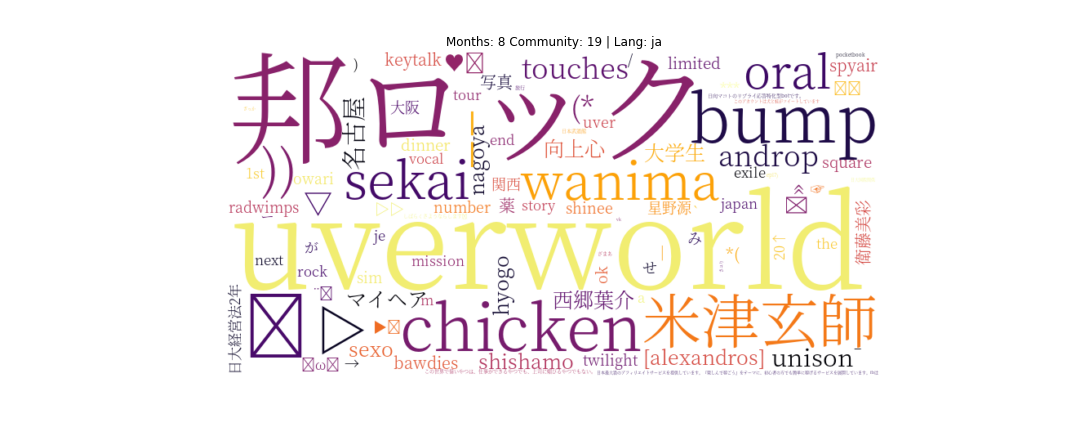 Months: 8 Community: 19 | Lang: ja
邦ロック
keytalk
♥
写真
touches
/
limited
oral
spyair
pocketbook
)
大阪
tour
(*
uver
bump
名古屋
))
dinner
vocal
nagoya
end
向上心
大学生
androp
square
1st
owari
sekai
関西
wanima
exile
radwimps
▽
▷▷
number
薬
story
shinee
星野源
japan
☞
衛藤美彩
uverworld
が
je
み
next
rock
sim
mission
せ
ok
|
*(
20↑
the
日大経営法2年
▷
マイヘア
m
hyogo
西郷葉介
a
米津玄師
▶
chicken
sexo
ω
→
bawdies
shishamo
twilight
[alexandros]
unison